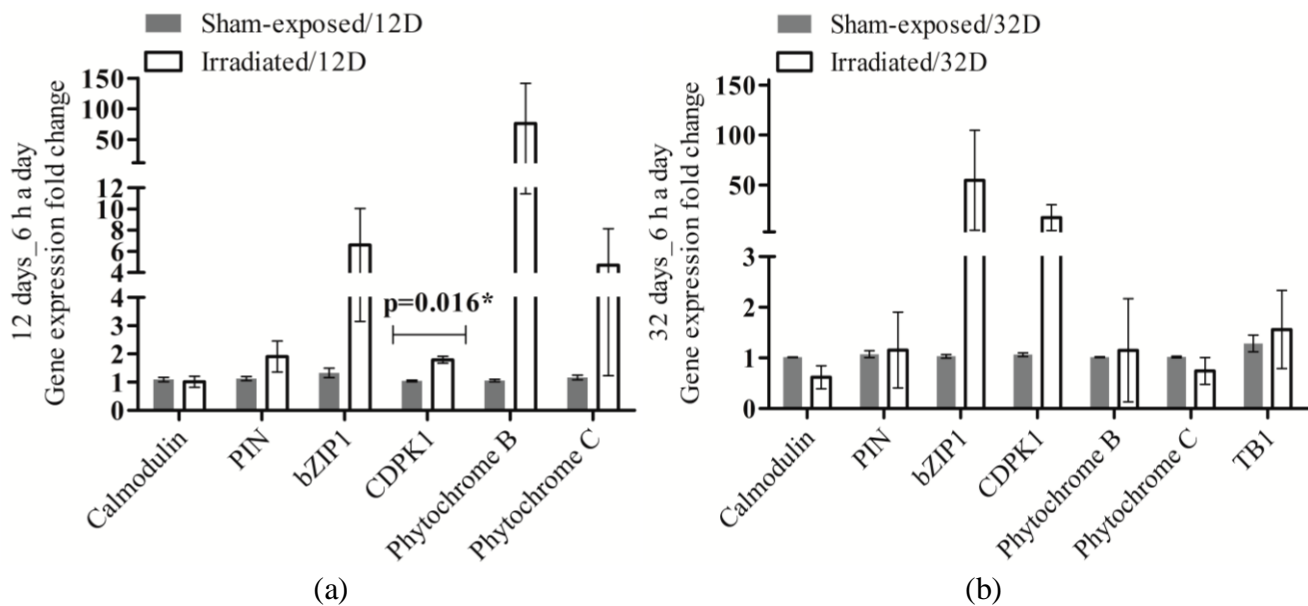 Sham-exposed/12D
Irradiated/12D
12 days_6 h a day
Gene expression fold change
150
100
50
12
10
8
6
4
4
3
2
1
0
p=0.016*
Calmodulin
PIN
bZIP1
CDPK1
Phytochrome B
Phytochrome C
(a)
Sham-exposed/32D
Irradiated/32D
32 days_6 h a day
Gene expression fold change
150
100
50
3
2
1
0
Calmodulin
PIN
bZIP1
CDPK1
Phytochrome B
Phytochrome C
TB1
(b)